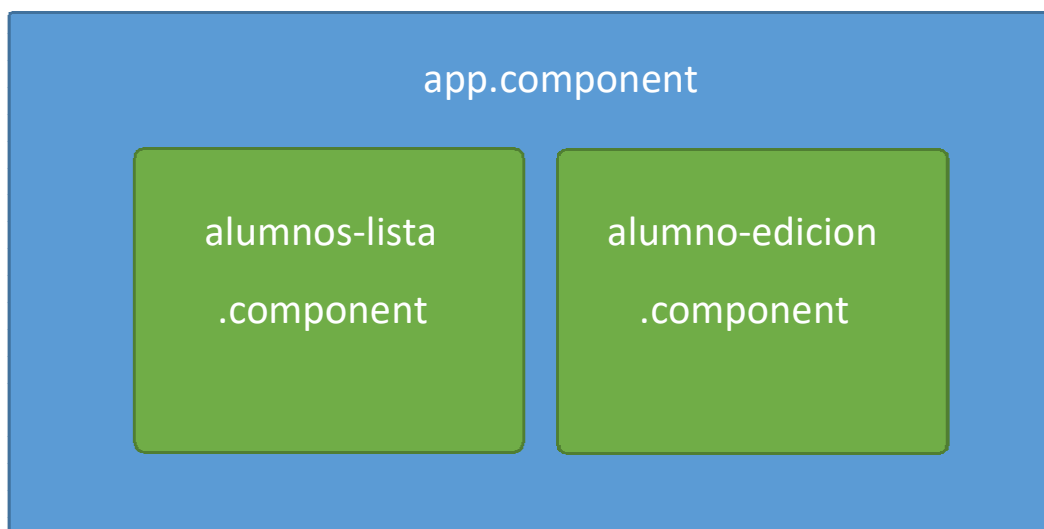 app.component
alumnos-lista
.component
alumno-edicion
.component